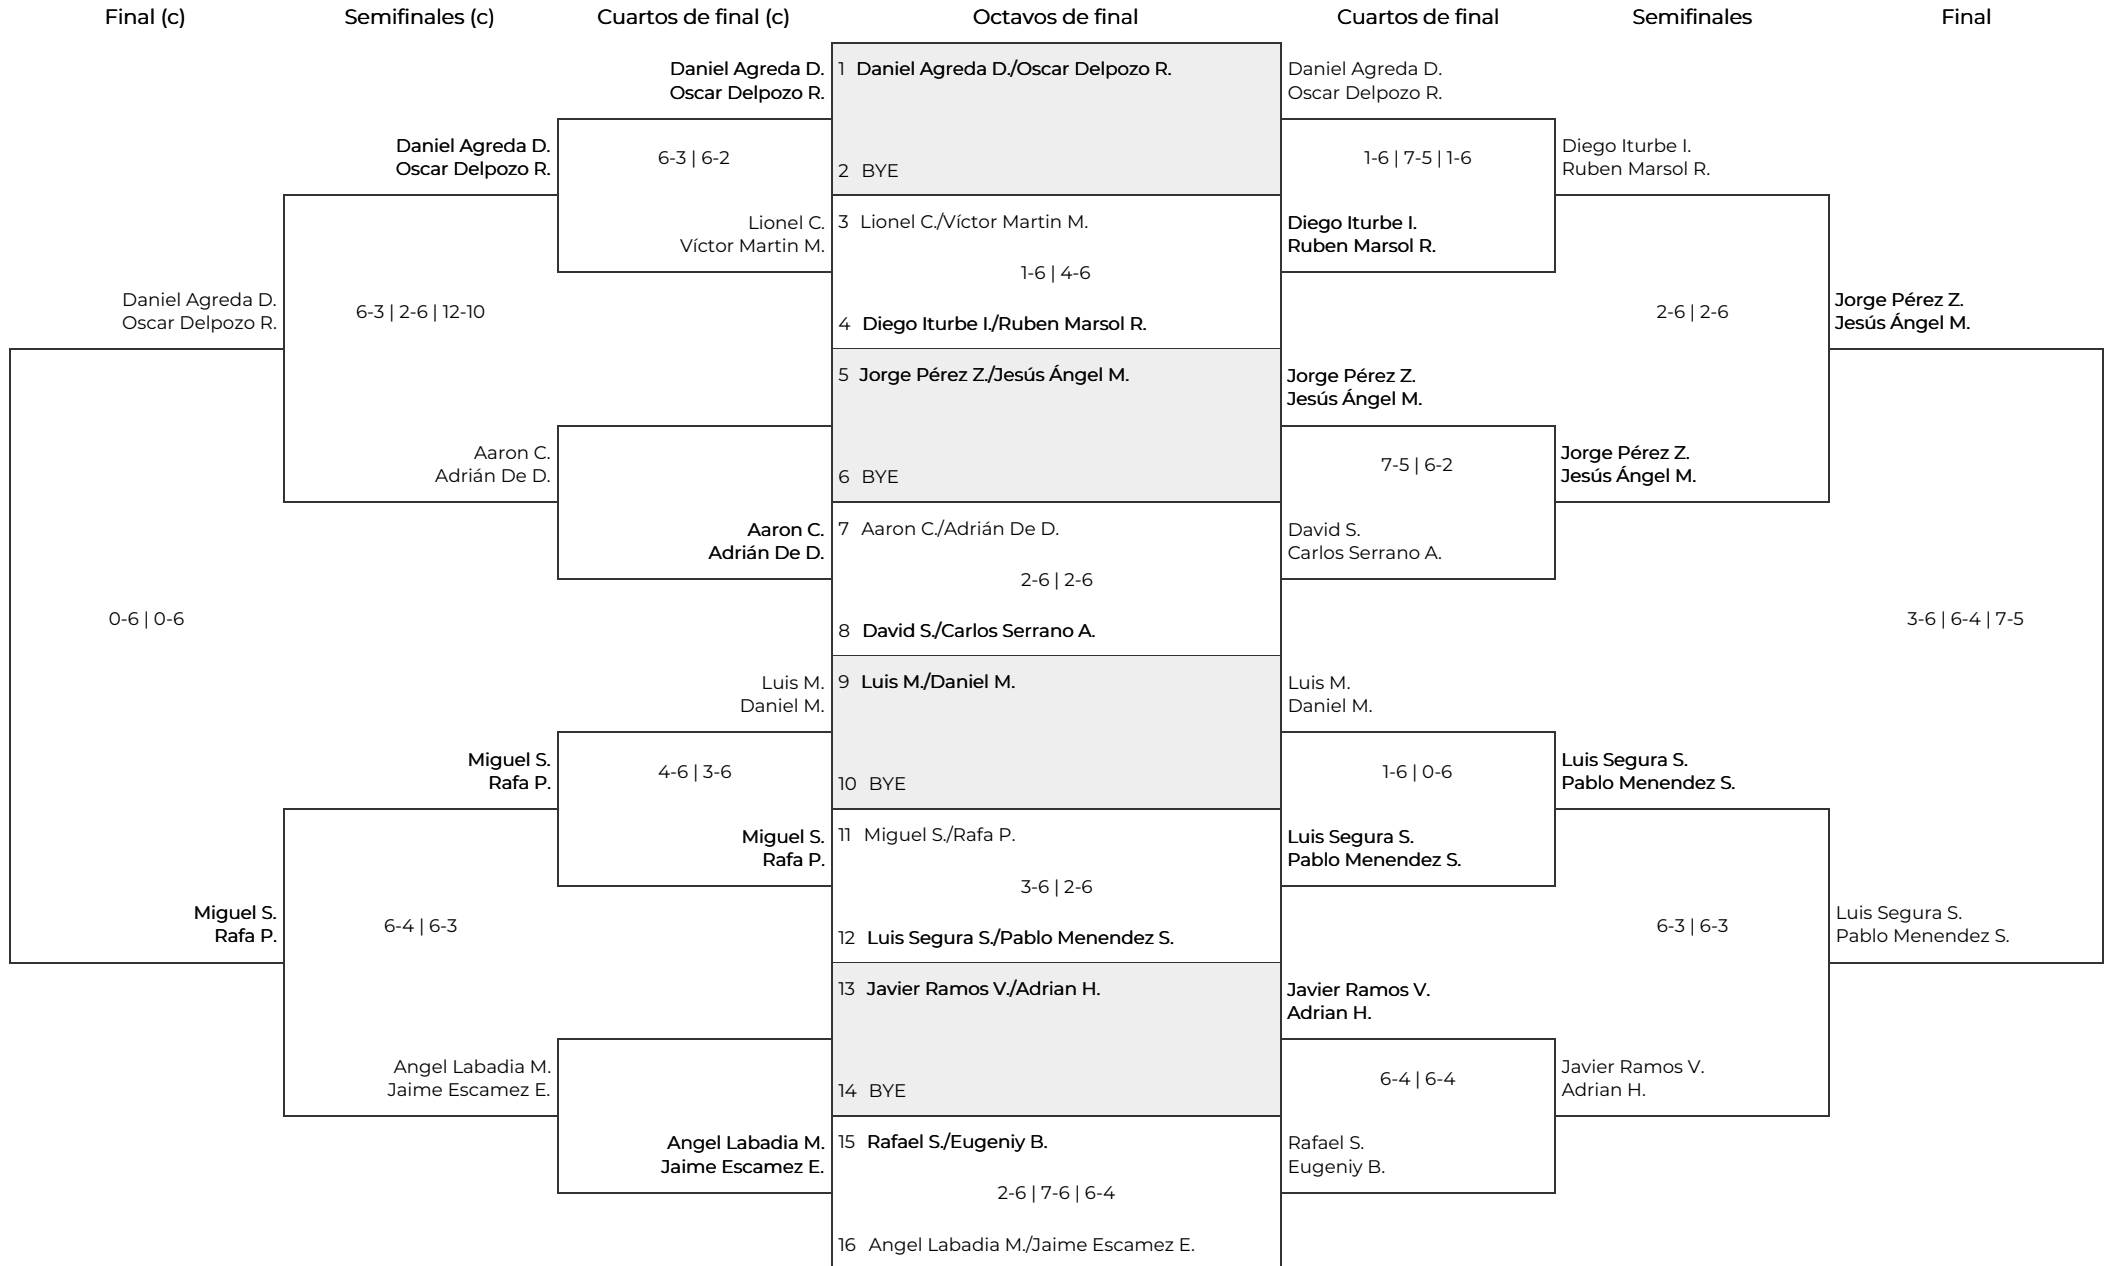 Final (c)
Semifinales (c)
Cuartos de final (c)
Octavos de final
Cuartos de final
Semifinales
Final
Daniel Agreda D.
Oscar Delpozo R.
6-3 | 6-2
Lionel C.
Víctor Martin M.
Aaron C.
Adrián De D.
Luis M.
Daniel M.
4-6 | 3-6
Miguel S.
Rafa P.
Angel Labadia M.
Jaime Escamez E.
Daniel Agreda D.
Oscar Delpozo R.
6-3 | 2-6 | 12-10
Aaron C.
Adrián De D.
Miguel S.
Rafa P.
6-4 | 6-3
Angel Labadia M.
Jaime Escamez E.
Daniel Agreda D.
Oscar Delpozo R.
0-6 | 0-6
Miguel S.
Rafa P.
1 Daniel Agreda D./Oscar Delpozo R.
2 BYE
3 Lionel C./Víctor Martin M.
1-6 | 4-6
4 Diego Iturbe I./Ruben Marsol R.
5 Jorge Pérez Z./Jesús Ángel M.
6 BYE
7 Aaron C./Adrián De D.
2-6 | 2-6
8 David S./Carlos Serrano A.
9 Luis M./Daniel M.
10 BYE
11 Miguel S./Rafa P.
3-6 | 2-6
12 Luis Segura S./Pablo Menendez S.
13 Javier Ramos V./Adrian H.
14 BYE
15 Rafael S./Eugeniy B.
2-6 | 7-6 | 6-4
16 Angel Labadia M./Jaime Escamez E.
Daniel Agreda D.
Oscar Delpozo R.
1-6 | 7-5 | 1-6
Diego Iturbe I.
Ruben Marsol R.
Jorge Pérez Z.
Jesús Ángel M.
7-5 | 6-2
David S.
Carlos Serrano A.
Luis M.
Daniel M.
1-6 | 0-6
Luis Segura S.
Pablo Menendez S.
Javier Ramos V.
Adrian H.
6-4 | 6-4
Rafael S.
Eugeniy B.
Diego Iturbe I.
Ruben Marsol R.
2-6 | 2-6
Jorge Pérez Z.
Jesús Ángel M.
Luis Segura S.
Pablo Menendez S.
6-3 | 6-3
Javier Ramos V.
Adrian H.
Jorge Pérez Z.
Jesús Ángel M.
3-6 | 6-4 | 7-5
Luis Segura S.
Pablo Menendez S.